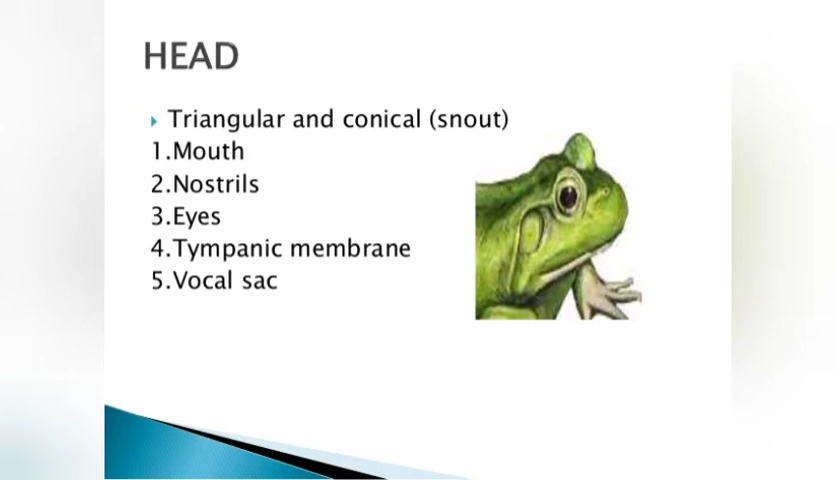 HEAD
Triangular and conical (snout)
1.Mouth
2.Nostrils
3.Eyes
4.Tympanic membrane
5.Vocal sac